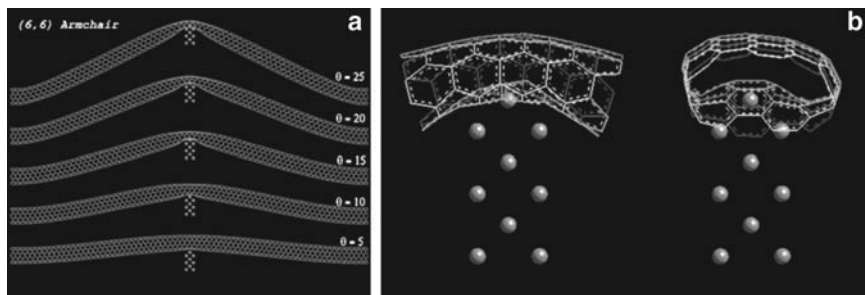 (6,6) Armchair
a
θ = 25
θ = 20
θ = 15
θ = 10
θ = 5
b